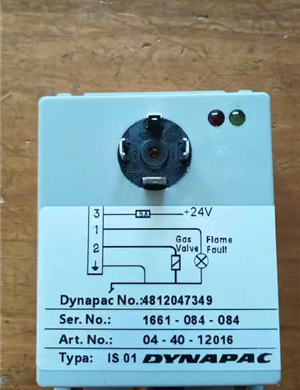 3 5A +24V
1
2 Gas Flame
Valve Fault
Dynapac No.:4812047349
Ser. No.: 1661 - 084 - 084
Art. No.: 04 - 40 - 12016
Typa: IS 01 DYNAPAC